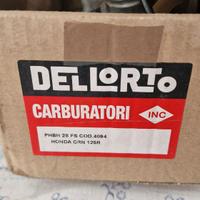 DELLORTO
CARBURATORI
INC
PHBH 28 FS COD.4094
HONDA CRN 125R